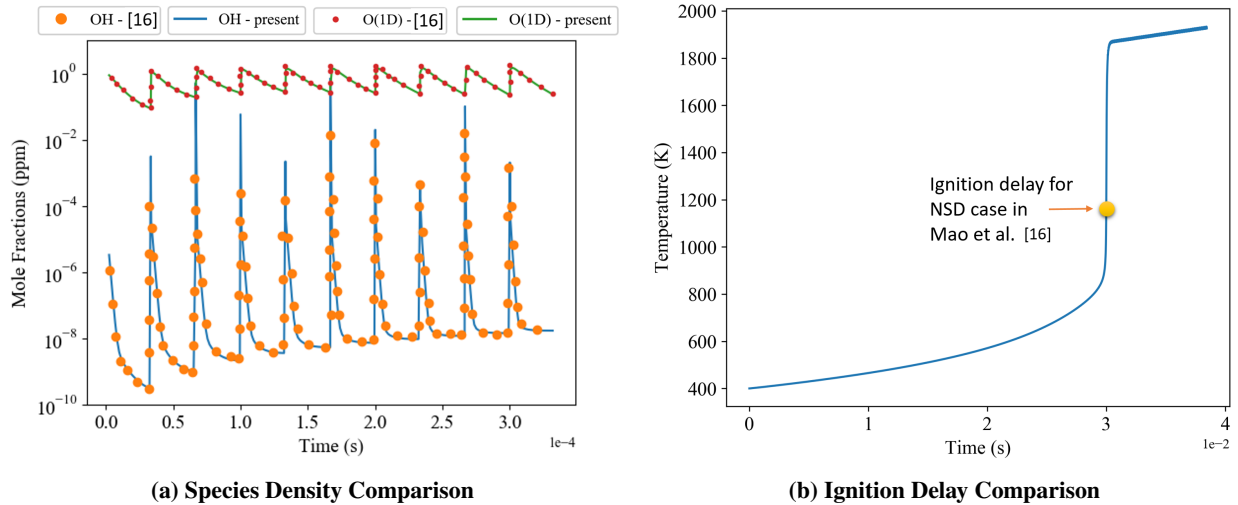 OH - [16]
OH - present
O(1D) -[16]
O(1D) - present
Mole Fractions (ppm)
10^0
10^-2
10^-4
10^-6
10^-8
10^-10
0.0 0.5 1.0 1.5 2.0 2.5 3.0
1e-4
Time (s)
(a) Species Density Comparison
Temperature (K)
2000
1800
1600
1400
1200
1000
800
600
400
Ignition delay for
NSD case in
Mao et al. [16]
0 1 2 3 4
1e-2
Time (s)
(b) Ignition Delay Comparison